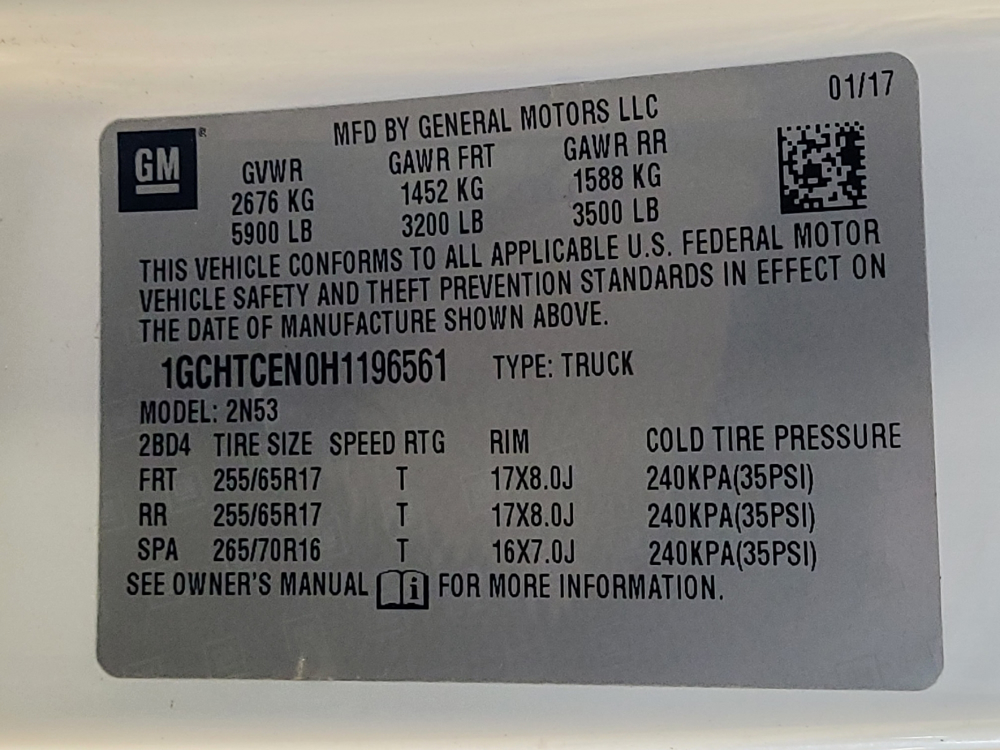 01/17
MFD BY GENERAL MOTORS LLC
GM ®
GVWR GAWR FRT GAWR RR
2676 KG 1452 KG 1588 KG
5900 LB 3200 LB 3500 LB
THIS VEHICLE CONFORMS TO ALL APPLICABLE U.S. FEDERAL MOTOR
VEHICLE SAFETY AND THEFT PREVENTION STANDARDS IN EFFECT ON
THE DATE OF MANUFACTURE SHOWN ABOVE.
1GCHTCEN0H1196561 TYPE: TRUCK
MODEL: 2N53
2BD4 TIRE SIZE SPEED RTG RIM COLD TIRE PRESSURE
FRT 255/65R17 T 17X8.0J 240KPA(35PSI)
RR 255/65R17 T 17X8.0J 240KPA(35PSI)
SPA 265/70R16 T 16X7.0J 240KPA(35PSI)
SEE OWNER'S MANUAL i FOR MORE INFORMATION.